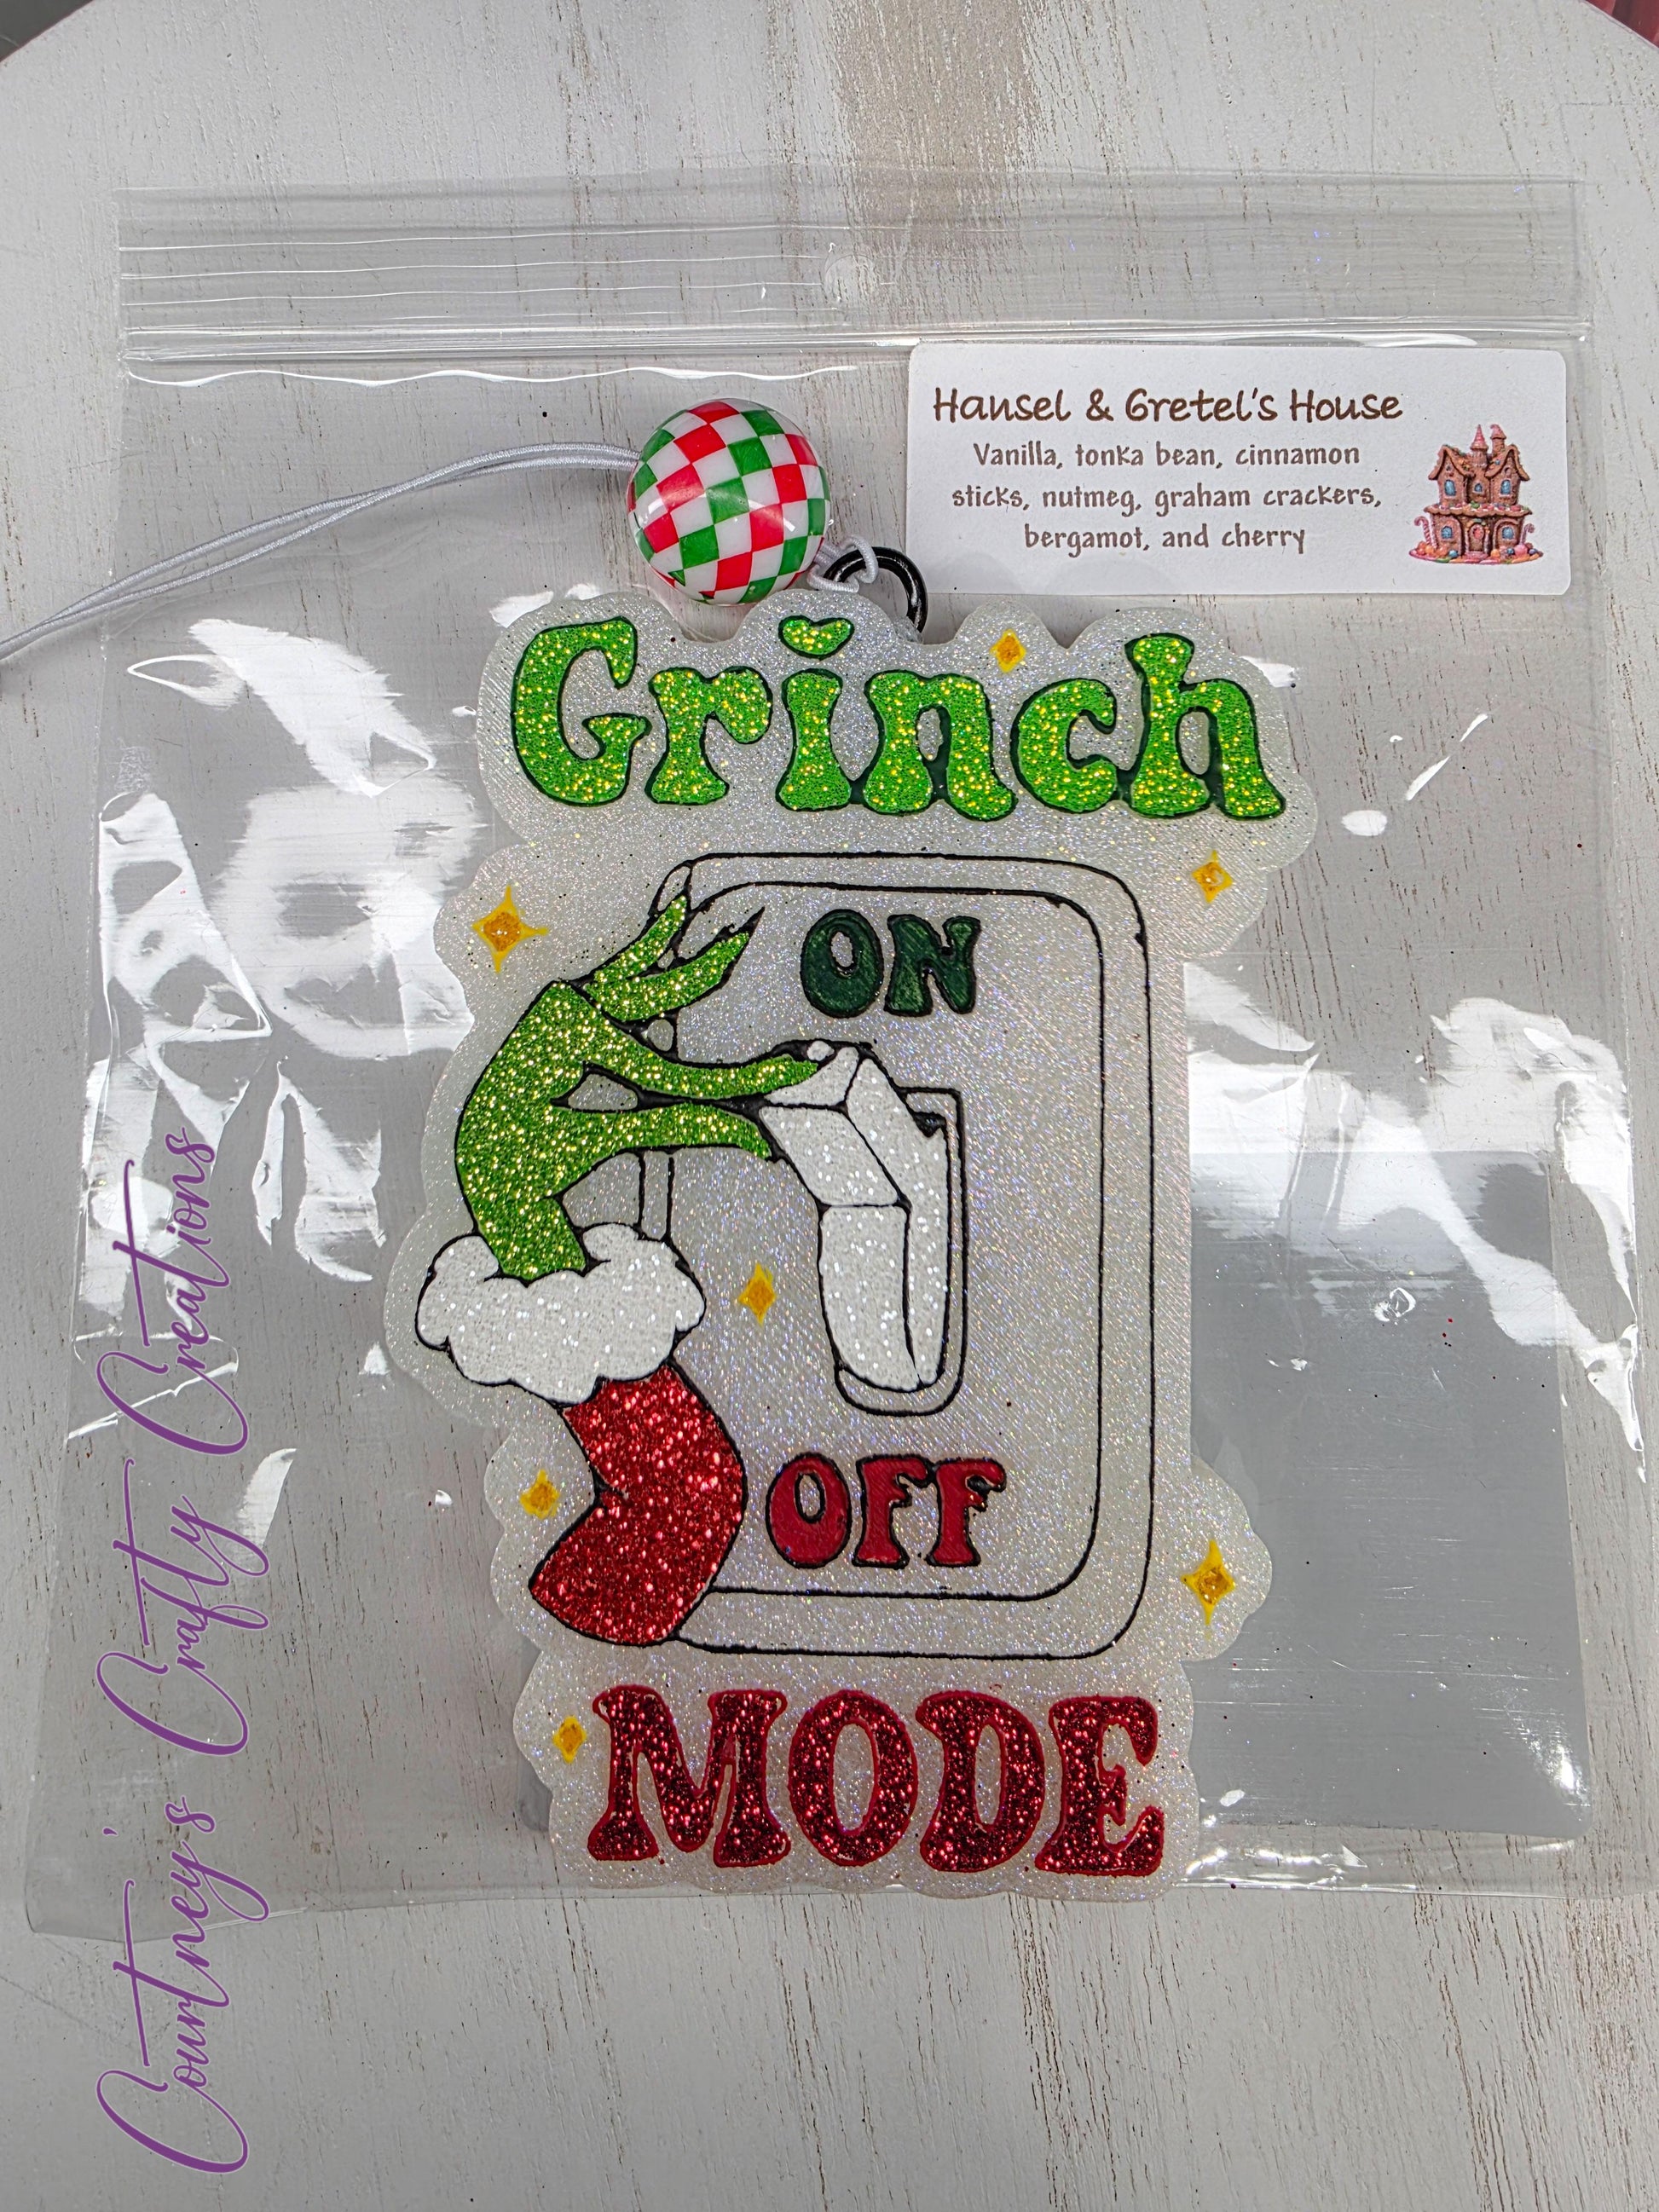 Hansel & Gretel's House
Vanilla, tonka bean, cinnamon
sticks, nutmeg, graham crackers,
bergamot, and cherry
Grinch
ON
OFF
MODE
Courtney's Crafty Creations